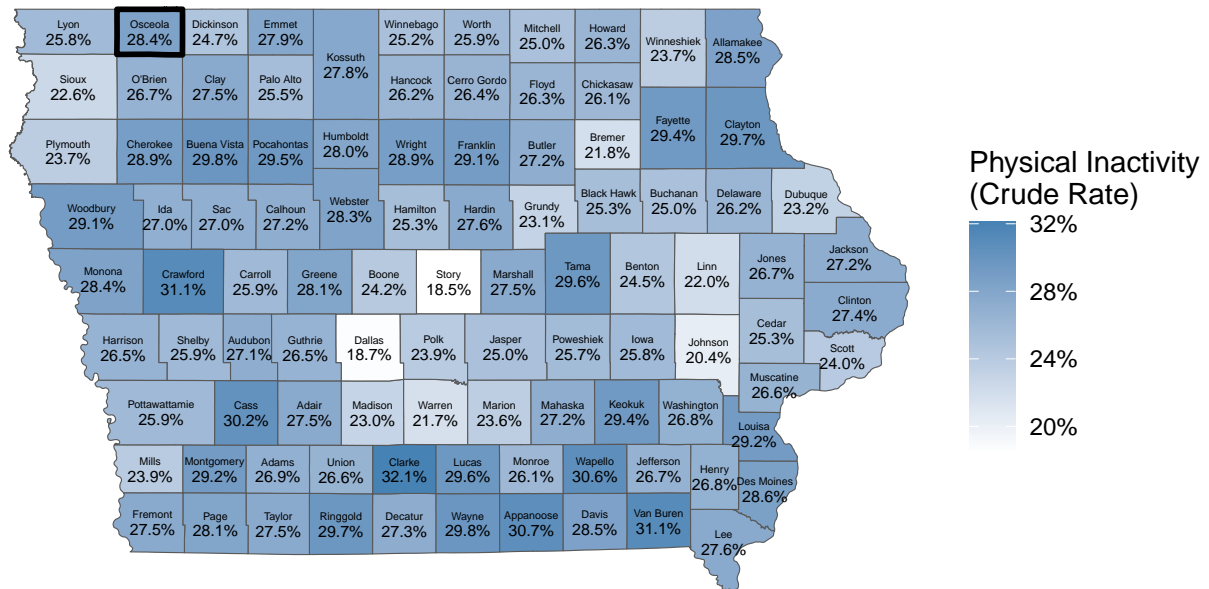 Lyon
25.8%
Osceola
28.4%
Dickinson
24.7%
Emmet
27.9%
Kossuth
27.8%
Winnebago
25.2%
Worth
25.9%
Mitchell
25.0%
Howard
26.3%
Winneshiek
23.7%
Allamakee
28.5%
Sioux
22.6%
O'Brien
26.7%
Clay
27.5%
Palo Alto
25.5%
Hancock
26.2%
Cerro Gordo
26.4%
Floyd
26.3%
Chickasaw
26.1%
Plymouth
23.7%
Cherokee
28.9%
Buena Vista
29.8%
Pocahontas
29.5%
Humboldt
28.0%
Wright
28.9%
Franklin
29.1%
Butler
27.2%
Bremer
21.8%
Fayette
29.4%
Clayton
29.7%
Woodbury
29.1%
Ida
27.0%
Sac
27.0%
Calhoun
27.2%
Webster
28.3%
Hamilton
25.3%
Hardin
27.6%
Grundy
23.1%
Black Hawk
25.3%
Buchanan
25.0%
Delaware
26.2%
Dubuque
23.2%
Monona
28.4%
Crawford
31.1%
Carroll
25.9%
Greene
28.1%
Boone
24.2%
Story
18.5%
Marshall
27.5%
Tama
29.6%
Benton
24.5%
Linn
22.0%
Jones
26.7%
Jackson
27.2%
Clinton
27.4%
Harrison
26.5%
Shelby
25.9%
Audubon
27.1%
Guthrie
26.5%
Dallas
18.7%
Polk
23.9%
Jasper
25.0%
Poweshiek
25.7%
Iowa
25.8%
Johnson
20.4%
Cedar
25.3%
Scott
24.0%
Muscatine
26.6%
Pottawattamie
25.9%
Cass
30.2%
Adair
27.5%
Madison
23.0%
Warren
21.7%
Marion
23.6%
Mahaska
27.2%
Keokuk
29.4%
Washington
26.8%
Louisa
29.2%
Mills
23.9%
Montgomery
29.2%
Adams
26.9%
Union
26.6%
Clarke
32.1%
Lucas
29.6%
Monroe
26.1%
Wapello
30.6%
Jefferson
26.7%
Henry
26.8%
Des Moines
28.6%
Fremont
27.5%
Page
28.1%
Taylor
27.5%
Ringgold
29.7%
Decatur
27.3%
Wayne
29.8%
Appanoose
30.7%
Davis
28.5%
Van Buren
31.1%
Lee
27.6%
Physical Inactivity
(Crude Rate)
32%
28%
24%
20%